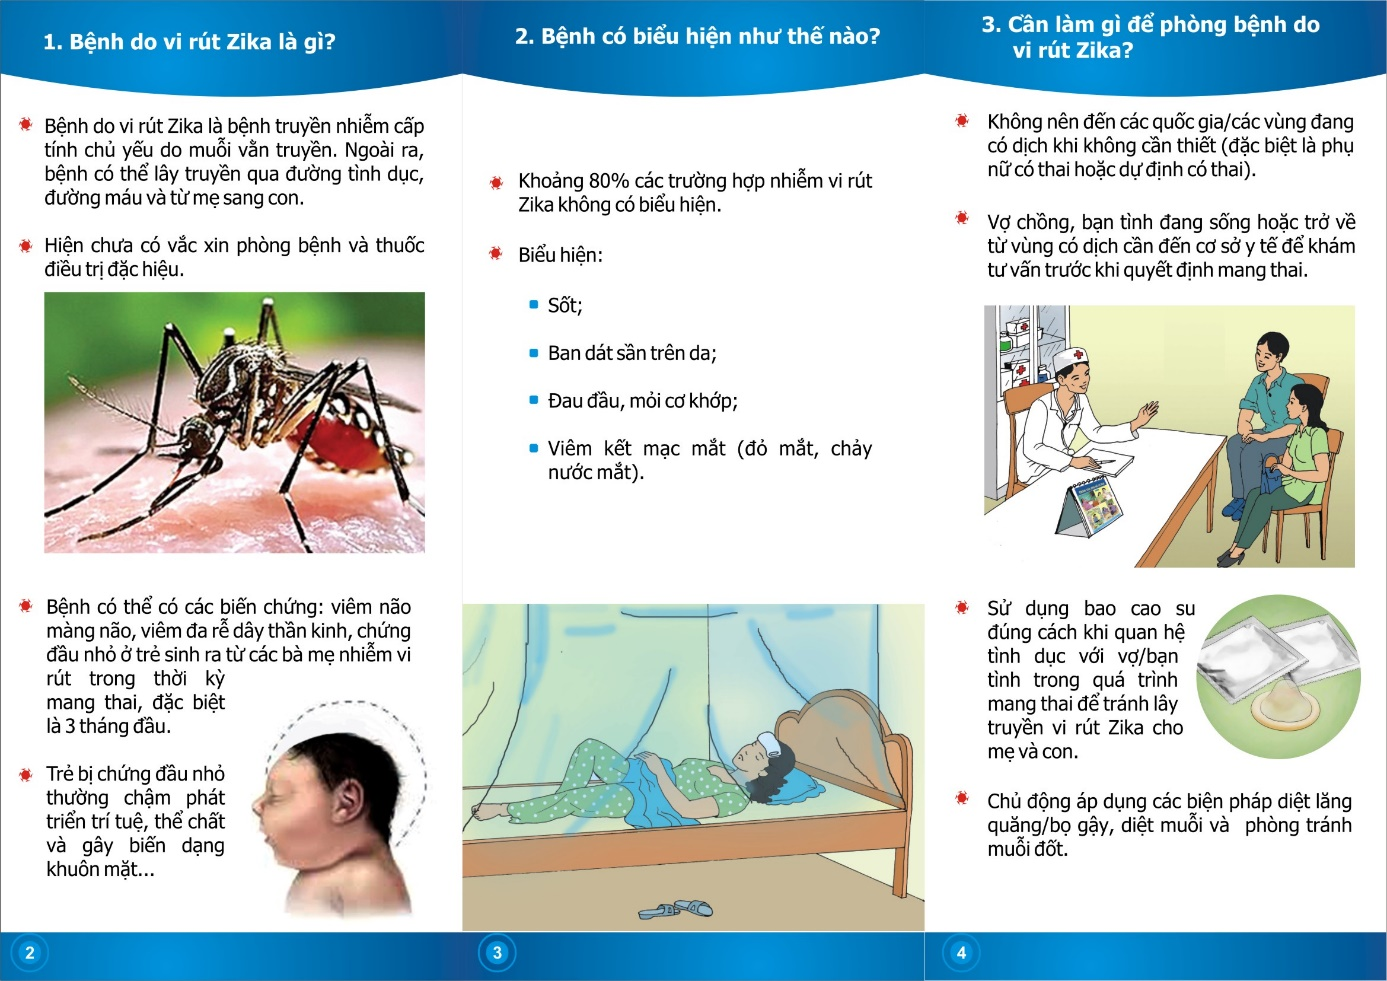 1. Bệnh do vi rút Zika là gì?
Bệnh do vi rút Zika là bệnh truyền nhiễm cấp
tính chủ yếu do muỗi vằn truyền. Ngoài ra,
bệnh có thể lây truyền qua đường tình dục,
đường máu và từ mẹ sang con.
Hiện chưa có vắc xin phòng bệnh và thuốc
điều trị đặc hiệu.
Bệnh có thể có các biến chứng: viêm não
màng não, viêm đa rễ dây thần kinh, chứng
đầu nhỏ ở trẻ sinh ra từ các bà mẹ nhiễm vi
rút trong thời kỳ
mang thai, đặc biệt
là 3 tháng đầu.
Trẻ bị chứng đầu nhỏ
thường chậm phát
triển trí tuệ, thể chất
và gây biến dạng
khuôn mặt...
2
2. Bệnh có biểu hiện như thế nào?
Khoảng 80% các trường hợp nhiễm vi rút
Zika không có biểu hiện.
Biểu hiện:
Sốt;
Ban dát sần trên da;
Đau đầu, mỏi cơ khớp;
Viêm kết mạc mắt (đỏ mắt, chảy
nước mắt).
3
3. Cần làm gì để phòng bệnh do
vi rút Zika?
Không nên đến các quốc gia/các vùng đang
có dịch khi không cần thiết (đặc biệt là phụ
nữ có thai hoặc dự định có thai).
Vợ chồng, bạn tình đang sống hoặc trở về
từ vùng có dịch cần đến cơ sở y tế để khám
tư vấn trước khi quyết định mang thai.
Sử dụng bao cao su
đúng cách khi quan hệ
tình dục với vợ/bạn
tình trong quá trình
mang thai để tránh lây
truyền vi rút Zika cho
mẹ và con.
Chủ động áp dụng các biện pháp diệt lăng
quăng/bọ gậy, diệt muỗi và phòng tránh
muỗi đốt.
4